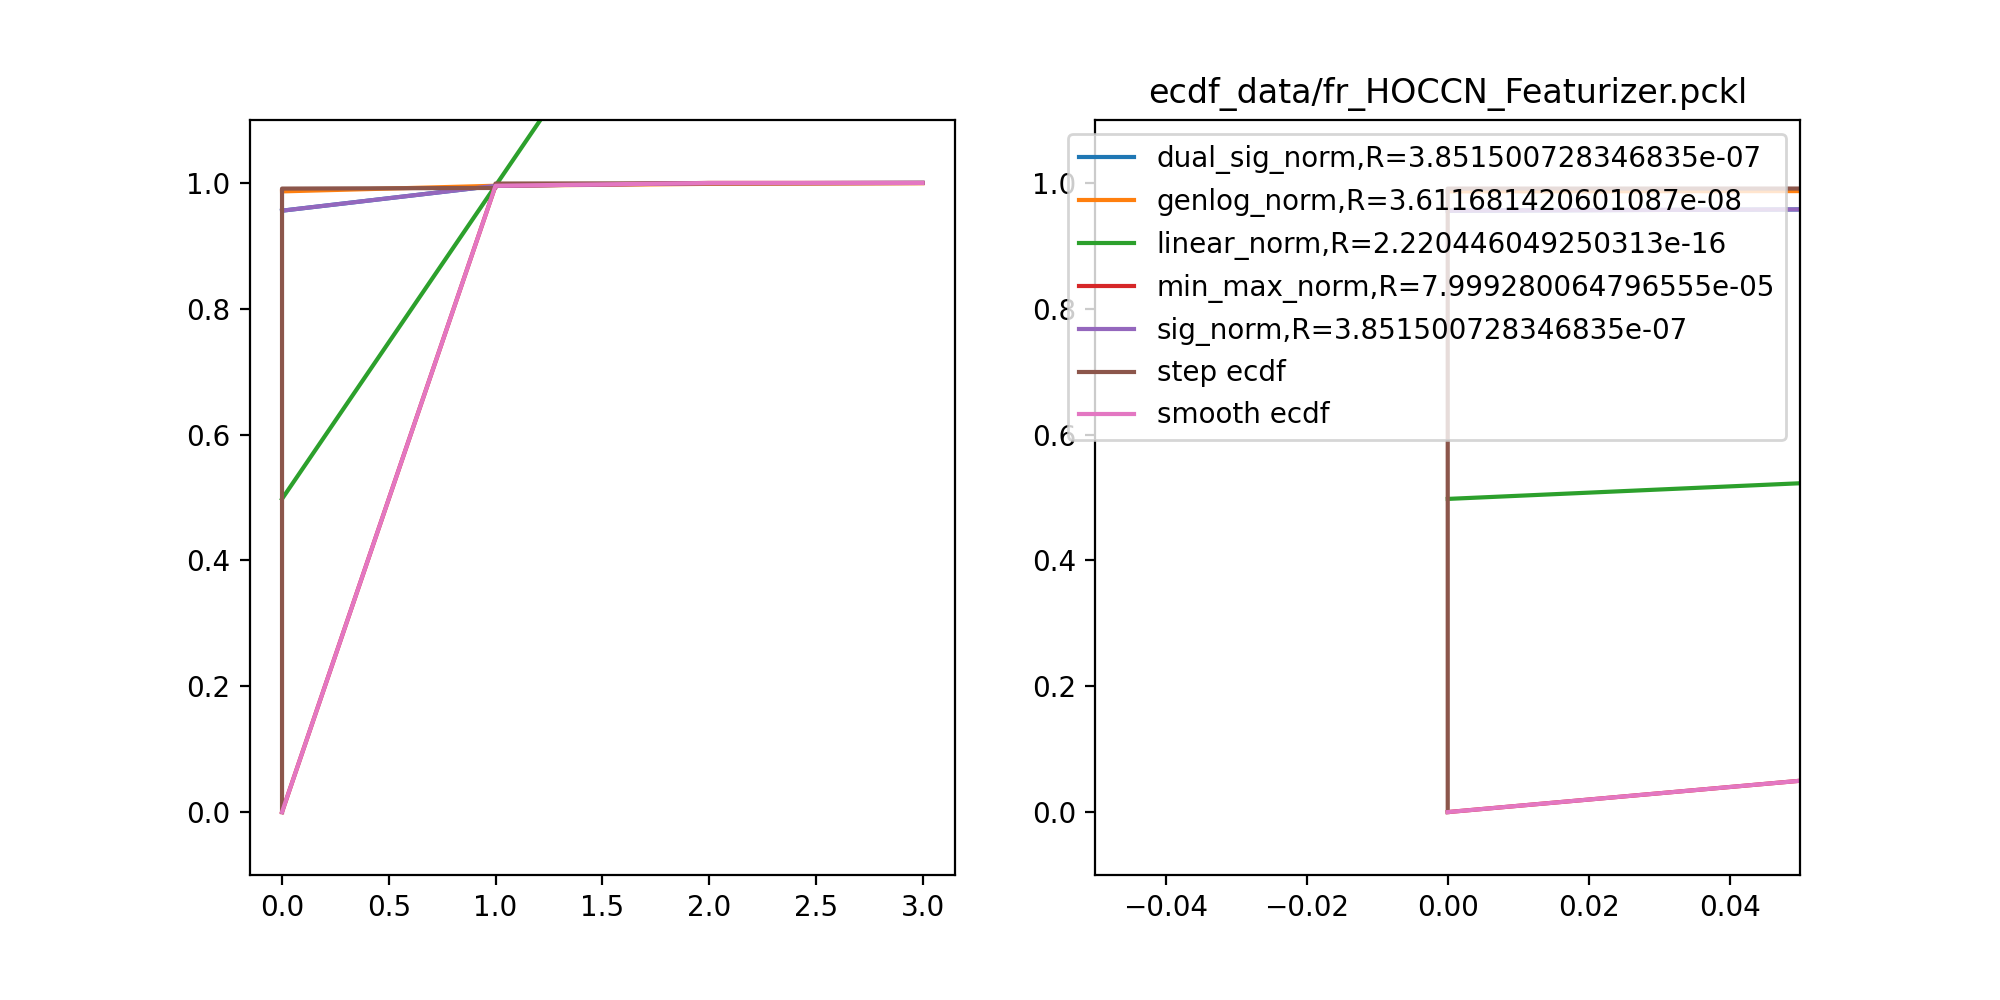 ecdf_data/fr_HOCCN_Featurizer.pckl
1.0
0.8
0.6
0.4
0.2
0.0
0.0 0.5 1.0 1.5 2.0 2.5 3.0
dual_sig_norm,R=3.851500728346835e-07
genlog_norm,R=3.611681420601087e-08
linear_norm,R=2.220446049250313e-16
min_max_norm,R=7.999280064796555e-05
sig_norm,R=3.851500728346835e-07
step ecdf
smooth ecdf
1.0
0.8
0.6
0.4
0.2
0.0
−0.04 −0.02 0.00 0.02 0.04